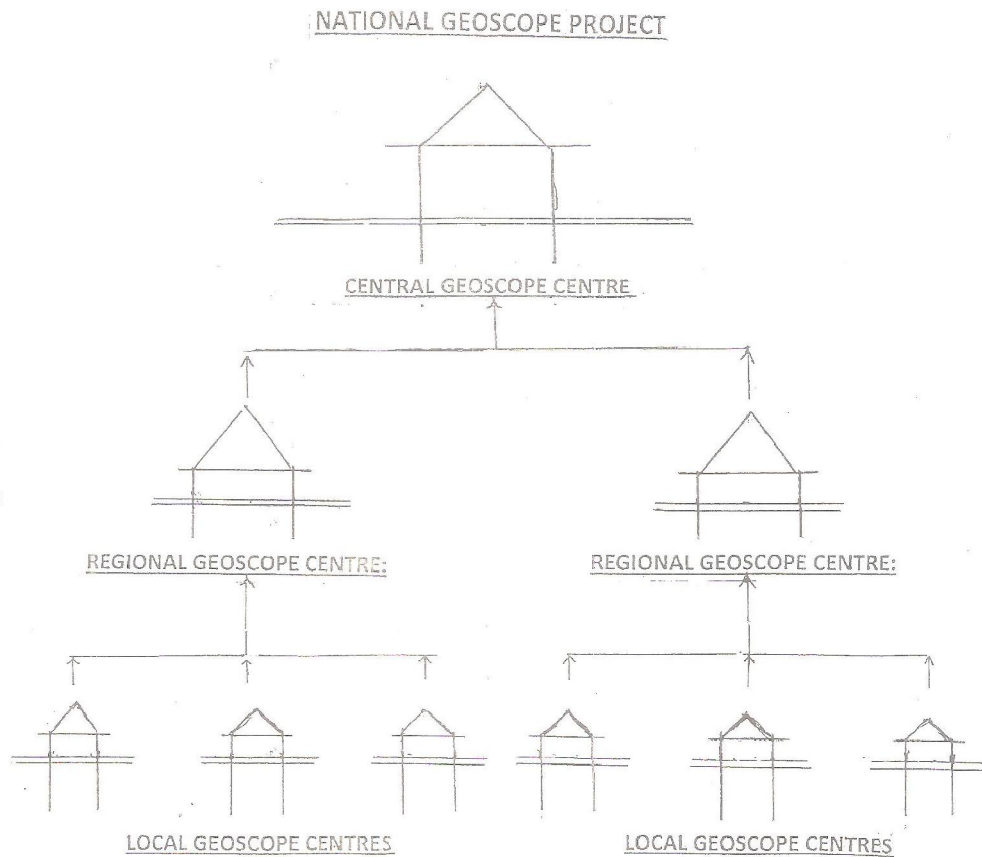 NATIONAL GEOSCOPE PROJECT
CENTRAL GEOSCOPE CENTRE
REGIONAL GEOSCOPE CENTRE:
REGIONAL GEOSCOPE CENTRE:
LOCAL GEOSCOPE CENTRES
LOCAL GEOSCOPE CENTRES